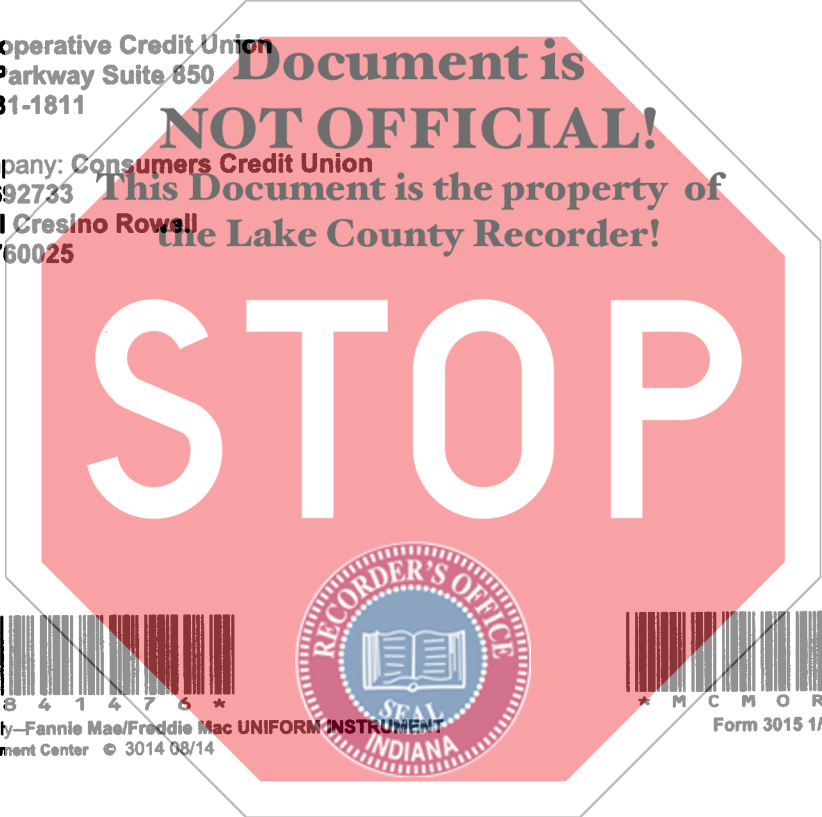 operative Credit Union
Parkway Suite 850
31-1811
Document is
NOT OFFICIAL!
pany: Consumers Credit Union
692733
This Document is the property of
l Cresino Rowell
the Lake County Recorder!
760025
STOP
RECORDER'S OFFICE
SEAL
INDIANA
8 4 1 4 7 6 *
* M C M O R
y—Fannie Mae/Freddie Mac UNIFORM INSTRUMENT
Form 3015 1/
ment Center © 3014 08/14